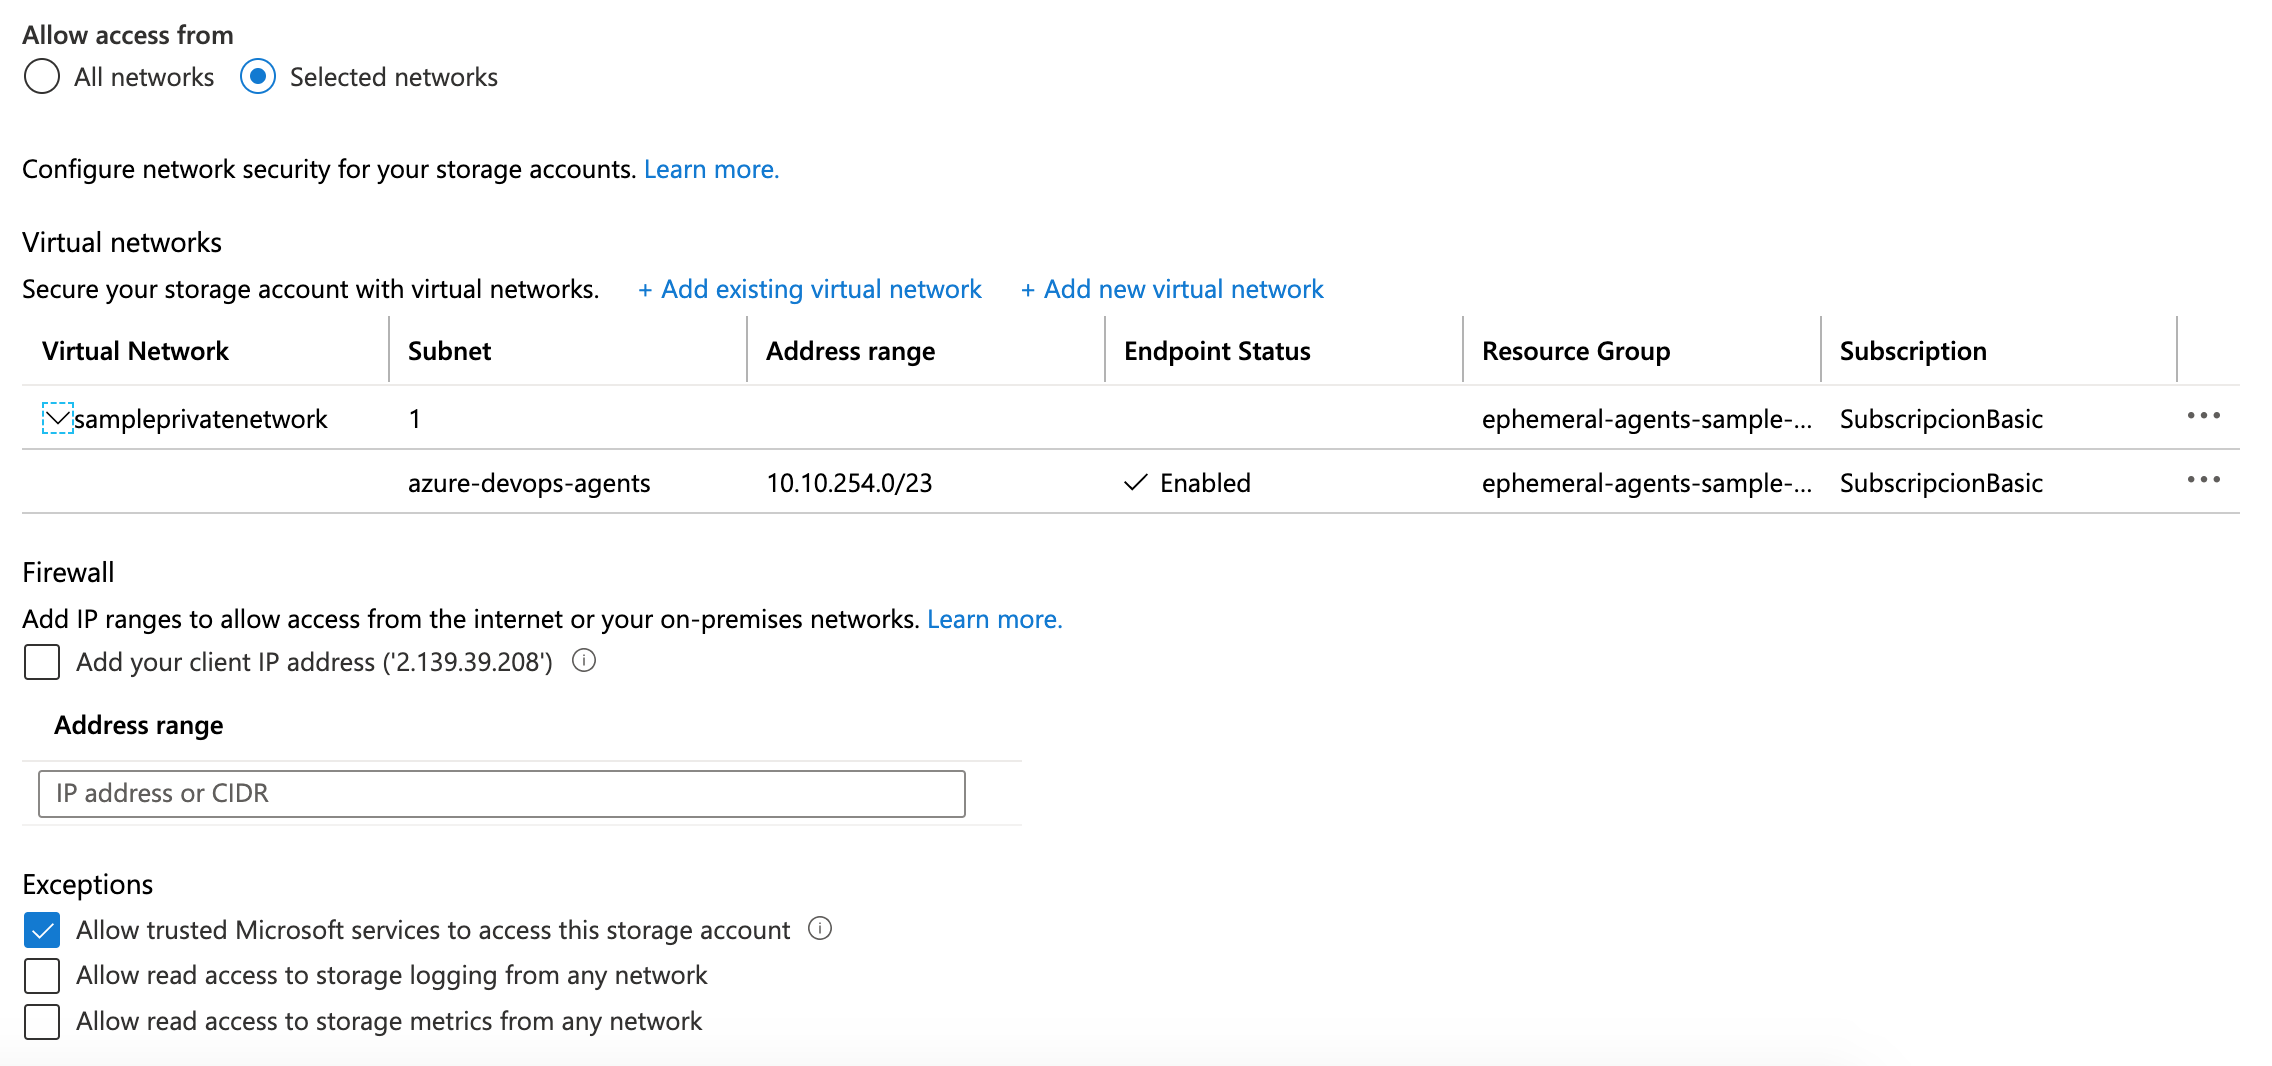 Allow access from
All networks Selected networks
Configure network security for your storage accounts. Learn more.
Virtual networks
Secure your storage account with virtual networks. + Add existing virtual network + Add new virtual network
Virtual Network Subnet Address range Endpoint Status Resource Group Subscription
sampleprivatenetwork 1 ephemeral-agents-sample-... SubscripcionBasic
azure-devops-agents 10.10.254.0/23 Enabled ephemeral-agents-sample-... SubscripcionBasic
Firewall
Add IP ranges to allow access from the internet or your on-premises networks. Learn more.
Add your client IP address ('2.139.39.208')
Address range
IP address or CIDR
Exceptions
Allow trusted Microsoft services to access this storage account
Allow read access to storage logging from any network
Allow read access to storage metrics from any network